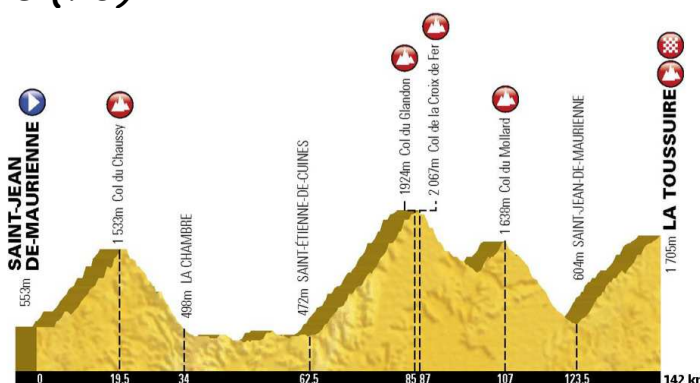 SAINT-JEAN
DE-MAURIENNE
553m
1 533m Col du Chaussy
498m LA CHAMBRE
472m SAINT-ÉTIENNE-DE-CUINES
1924m Col du Glandon
2 067m Col de la Croix de Fer
1 638m Col du Mollard
604m SAINT-JEAN-DE-MAURIENNE
1 705m LA TOUSSUIRE
0 19.5 34 62.5 85 87 107 123.5 142 km